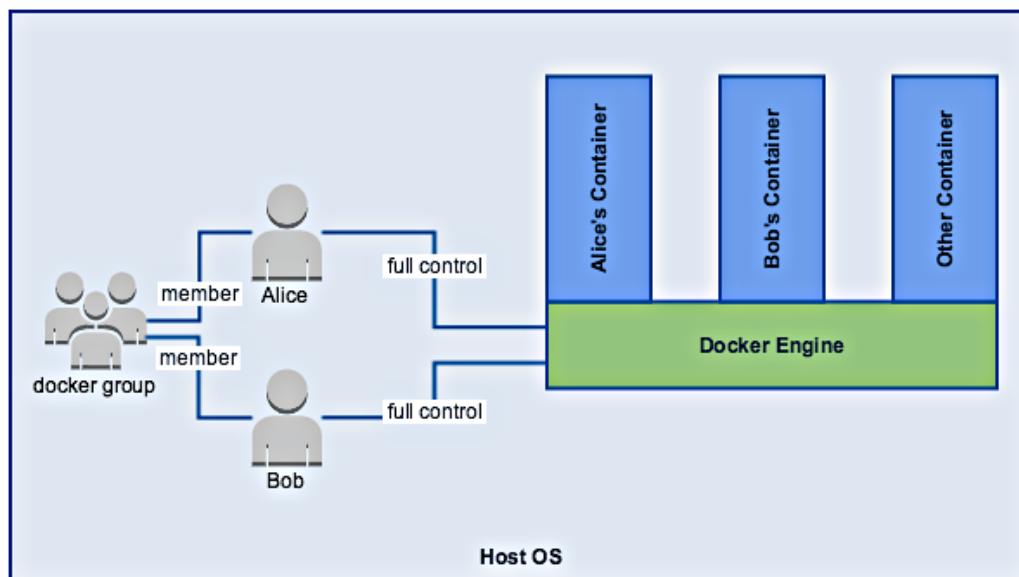 Alice's Container
Bob's Container
Other Container
full control
member
Alice
Docker Engine
member
docker group
full control
Bob
Host OS